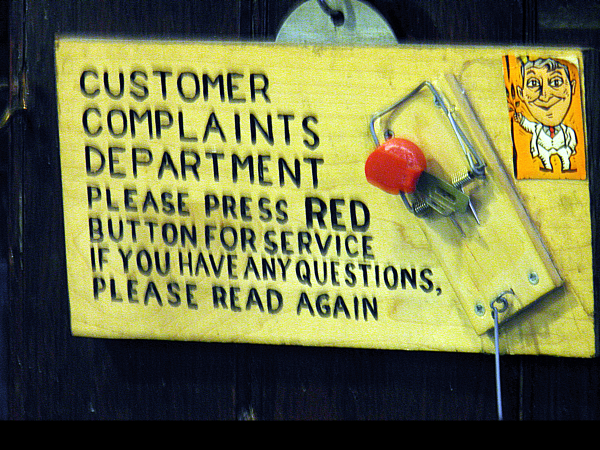 CUSTOMER
COMPLAINTS
DEPARTMENT
PLEASE PRESS RED
BUTTON FOR SERVICE
IF YOU HAVE ANY QUESTIONS,
PLEASE READ AGAIN